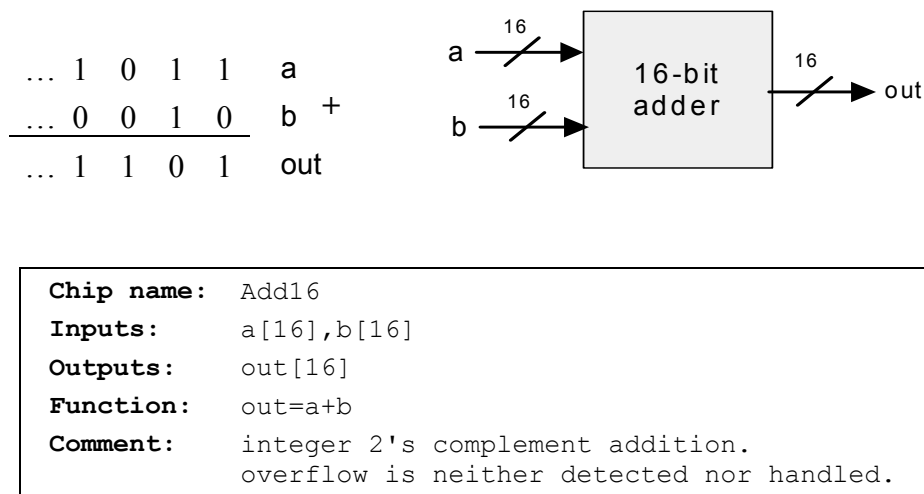 … 1 0 1 1 a
… 0 0 1 0 b +
… 1 1 0 1 out
16
a
16
b
16-bit
adder
16
out
Chip name: Add16
Inputs: a[16],b[16]
Outputs: out[16]
Function: out=a+b
Comment: integer 2's complement addition.
overflow is neither detected nor handled.